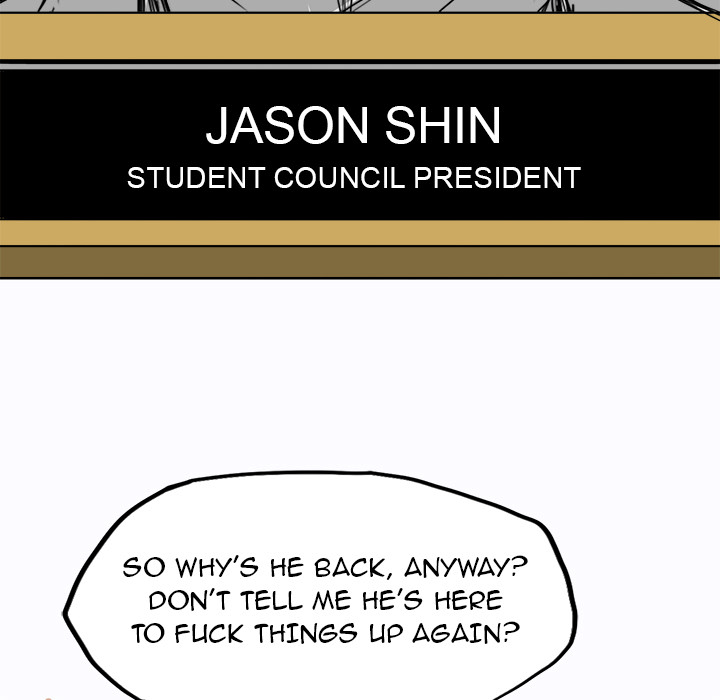 JASON SHIN
STUDENT COUNCIL PRESIDENT
SO WHY'S HE BACK, ANYWAY?
DON'T TELL ME HE'S HERE
TO FUCK THINGS UP AGAIN?